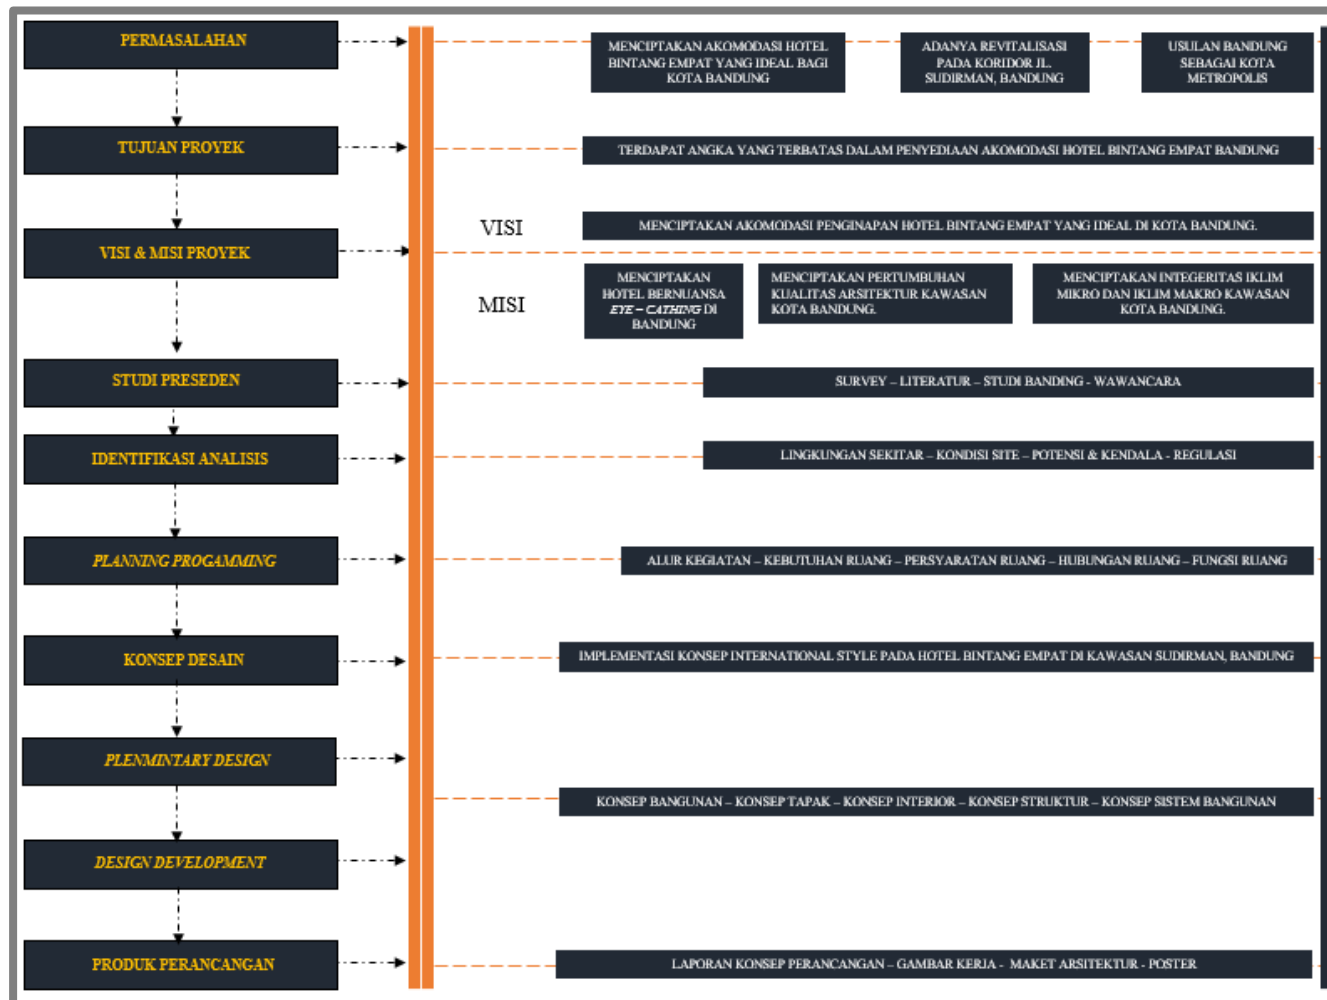 PERMASALAHAN
MENCIPTAKAN AKOMODASI HOTEL
BINTANG EMPAT YANG IDEAL BAGI
KOTA BANDUNG
ADANYA REVITALISASI
PADA KORIDOR JL.
SUDIRMAN, BANDUNG
USULAN BANDUNG
SEBAGAI KOTA
METROPOLIS
TUJUAN PROYEK
TERDAPAT ANGKA YANG TERBATAS DALAM PENYEDIAAN AKOMODASI HOTEL BINTANG EMPAT BANDUNG
VISI & MISI PROYEK
VISI
MENCIPTAKAN AKOMODASI PENGINAPAN HOTEL BINTANG EMPAT YANG IDEAL DI KOTA BANDUNG.
MISI
MENCIPTAKAN
HOTEL BERNUANSA
EYE – CATHING DI
BANDUNG
MENCIPTAKAN PERTUMBUHAN
KUALITAS ARSITEKTUR KAWASAN
KOTA BANDUNG.
MENCIPTAKAN INTEGERITAS IKLIM
MIKRO DAN IKLIM MAKRO KAWASAN
KOTA BANDUNG.
STUDI PRESEDEN
SURVEY – LITERATUR – STUDI BANDING - WAWANCARA
IDENTIFIKASI ANALISIS
LINGKUNGAN SEKITAR – KONDISI SITE – POTENSI & KENDALA - REGULASI
PLANNING PROGAMMING
ALUR KEGIATAN – KEBUTUHAN RUANG – PERSYARATAN RUANG – HUBUNGAN RUANG – FUNGSI RUANG
KONSEP DESAIN
IMPLEMENTASI KONSEP INTERNATIONAL STYLE PADA HOTEL BINTANG EMPAT DI KAWASAN SUDIRMAN, BANDUNG
PLENMINTARY DESIGN
KONSEP BANGUNAN – KONSEP TAPAK – KONSEP INTERIOR – KONSEP STRUKTUR – KONSEP SISTEM BANGUNAN
DESIGN DEVELOPMENT
PRODUK PERANCANGAN
LAPORAN KONSEP PERANCANGAN – GAMBAR KERJA - MAKET ARSITEKTUR - POSTER